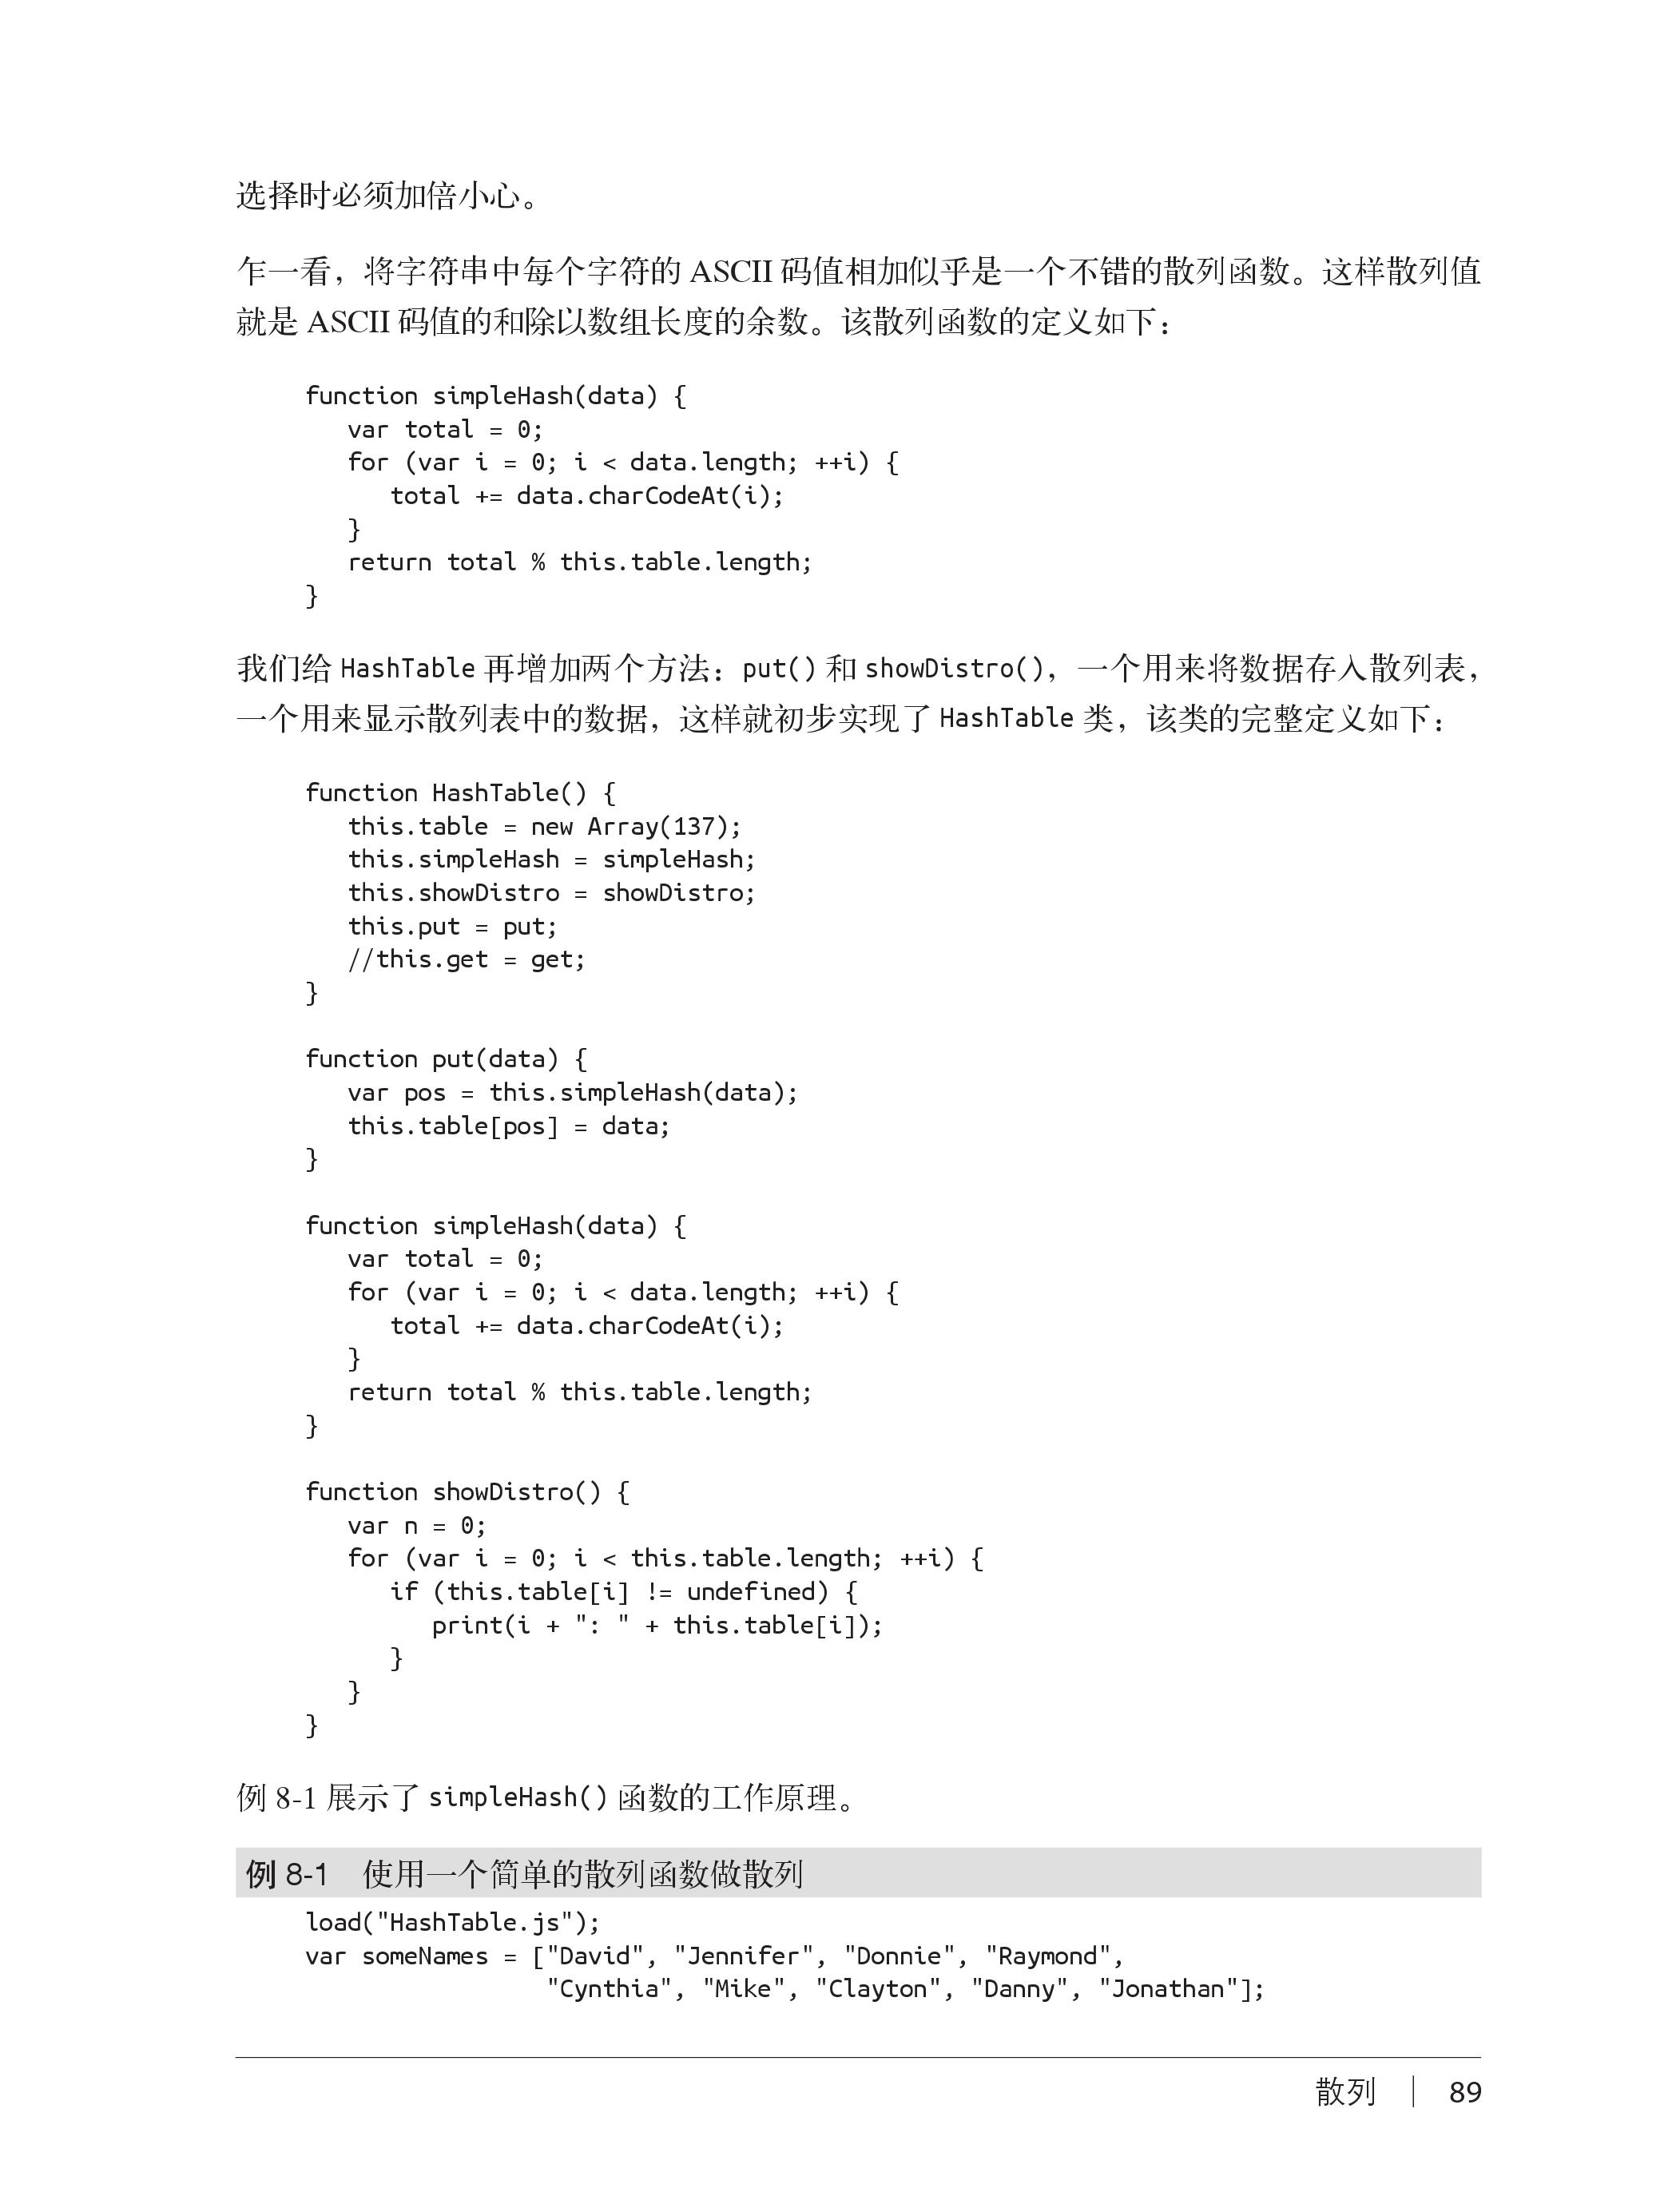 选择时必须加倍小心。
乍一看，将字符串中每个字符的 ASCII 码值相加似乎是一个不错的散列函数。这样散列值
就是 ASCII 码值的和除以数组长度的余数。该散列函数的定义如下：
function simpleHash(data) {
   var total = 0;
   for (var i = 0; i < data.length; ++i) {
      total += data.charCodeAt(i);
   }
   return total % this.table.length;
}
我们给 HashTable 再增加两个方法：put() 和 showDistro()，一个用来将数据存入散列表，
一个用来显示散列表中的数据，这样就初步实现了 HashTable 类，该类的完整定义如下：
function HashTable() {
   this.table = new Array(137);
   this.simpleHash = simpleHash;
   this.showDistro = showDistro;
   this.put = put;
   //this.get = get;
}
function put(data) {
   var pos = this.simpleHash(data);
   this.table[pos] = data;
}
function simpleHash(data) {
   var total = 0;
   for (var i = 0; i < data.length; ++i) {
      total += data.charCodeAt(i);
   }
   return total % this.table.length;
}
function showDistro() {
   var n = 0;
   for (var i = 0; i < this.table.length; ++i) {
      if (this.table[i] != undefined) {
         print(i + ": " + this.table[i]);
      }
   }
}
例 8-1 展示了 simpleHash() 函数的工作原理。
例 8-1　使用一个简单的散列函数做散列
load("HashTable.js");
var someNames = ["David", "Jennifer", "Donnie", "Raymond",
                 "Cynthia", "Mike", "Clayton", "Danny", "Jonathan"];
散列 | 89